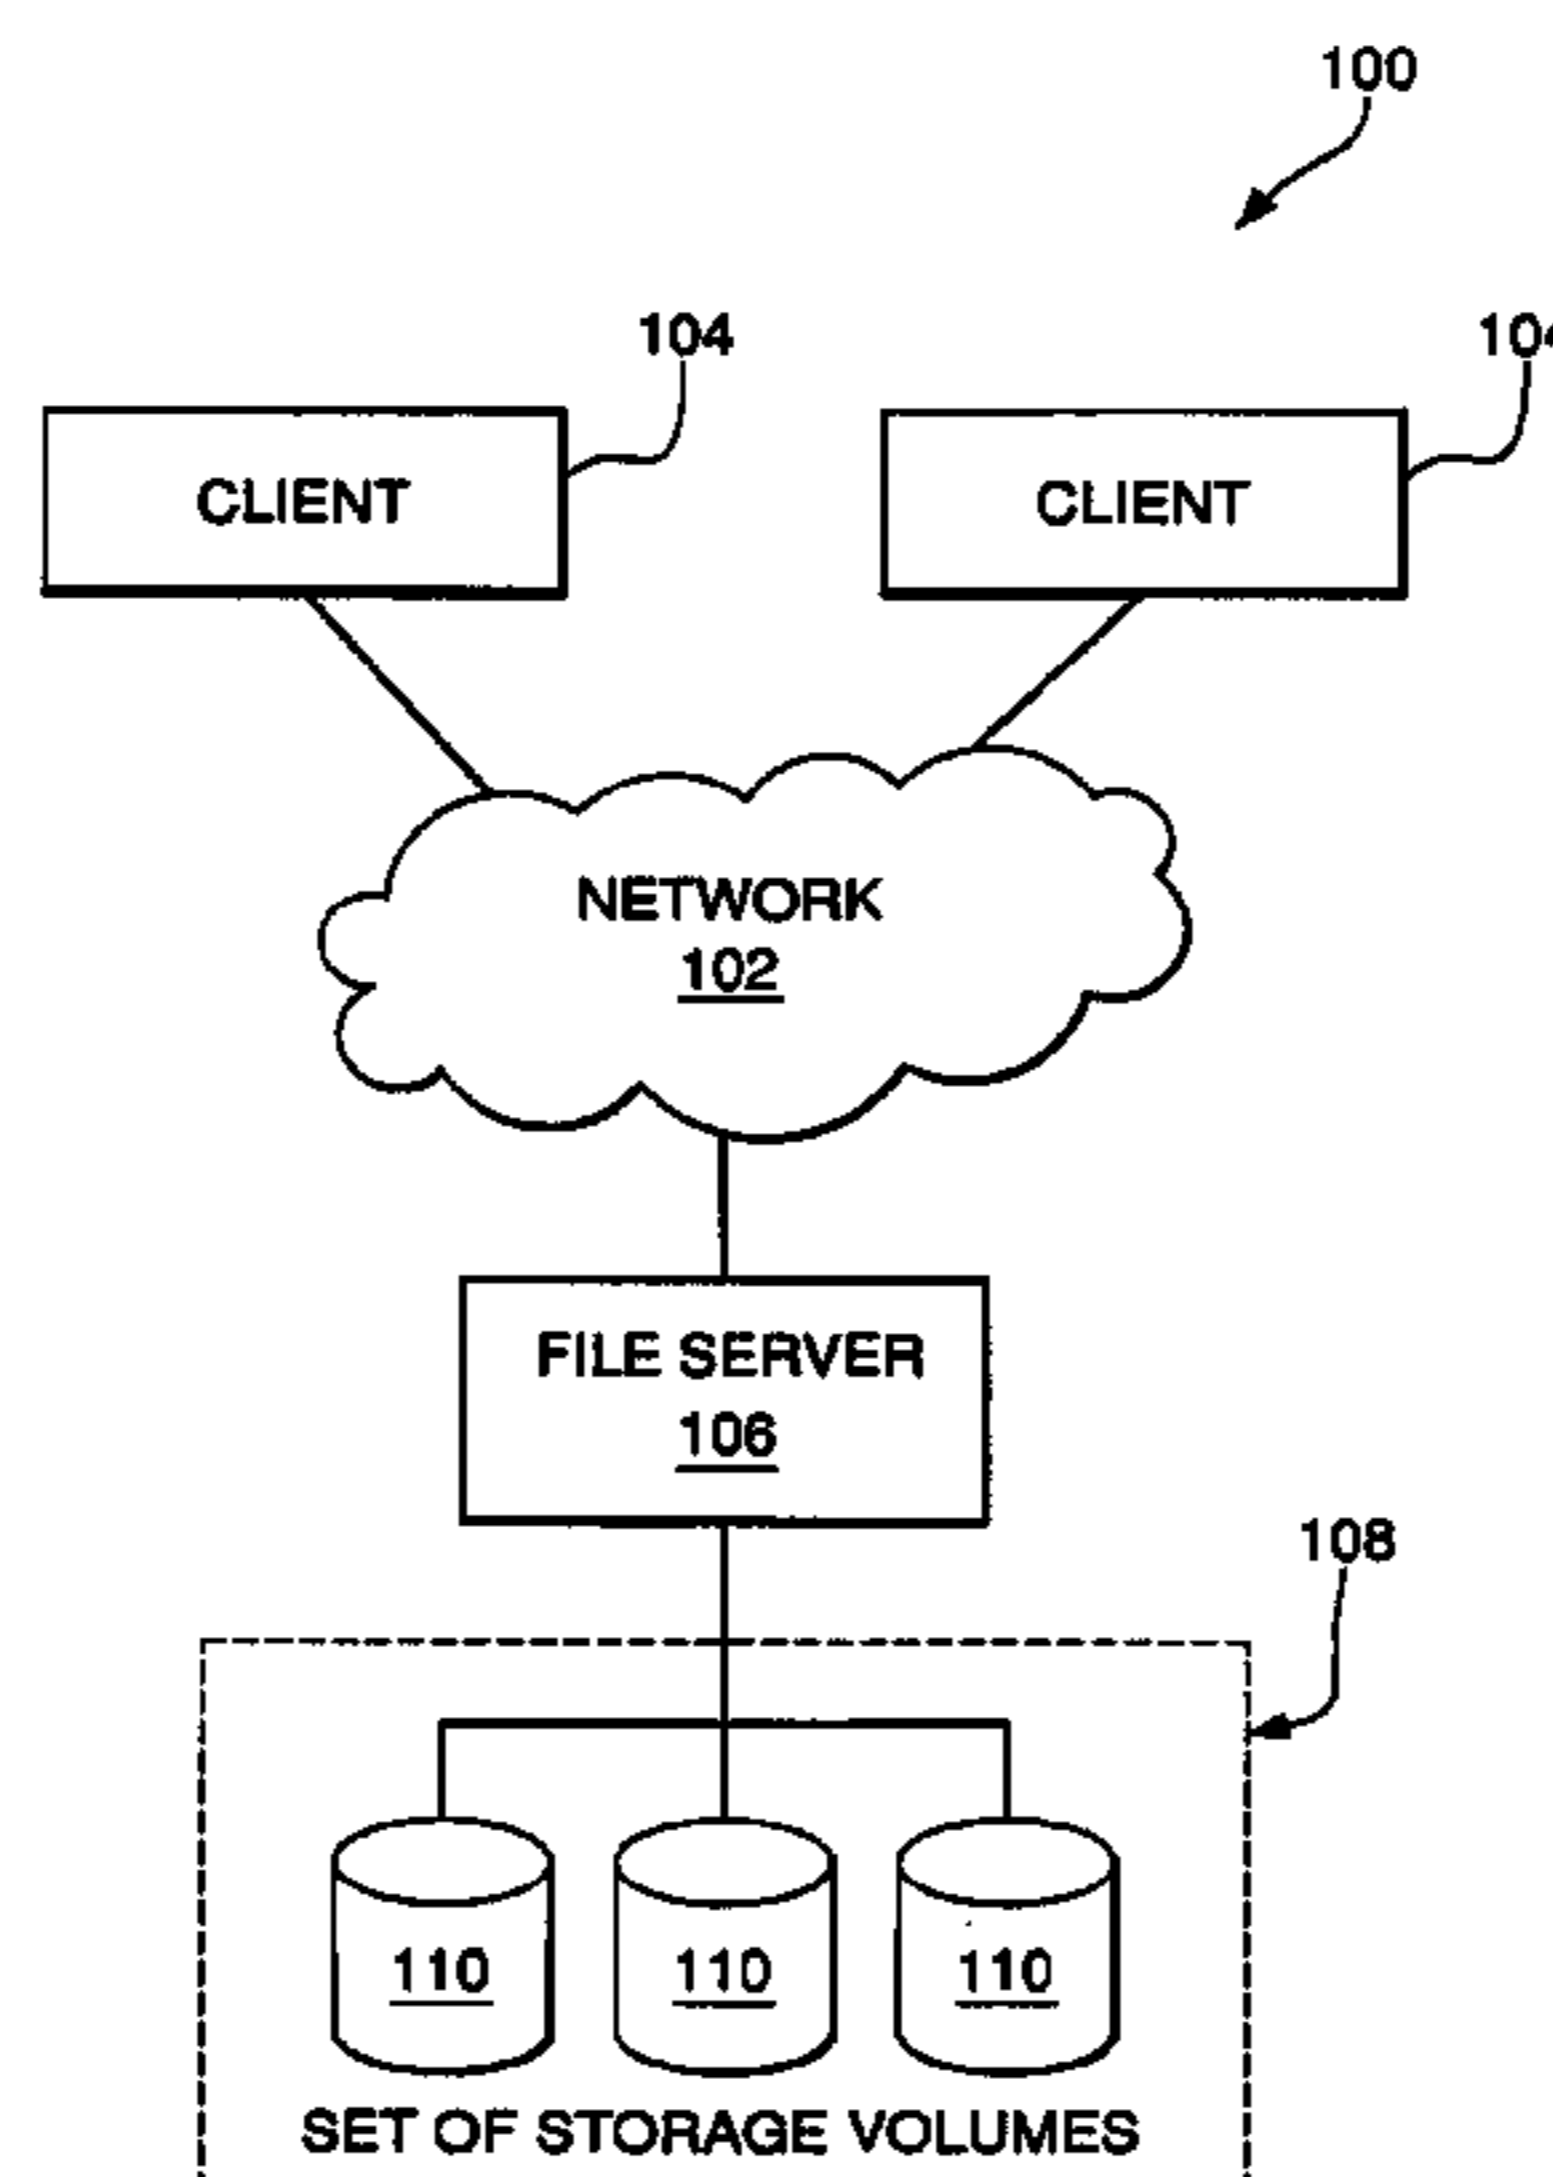 100
104
CLIENT
CLIENT
NETWORK
102
FILE SERVER
106
108
110 110 110
SET OF STORAGE VOLUMES